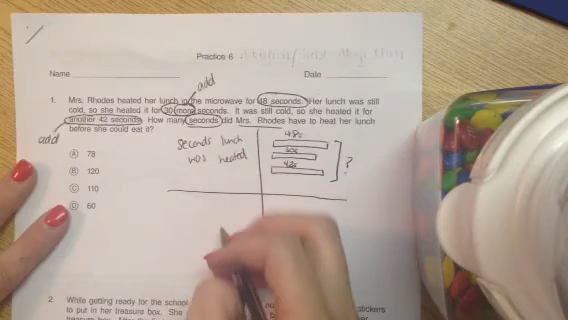 Practice 6 Addition/
Name Date
add
1. Mrs. Rhodes heated her lunch in the microwave for 48 seconds. Her lunch was still
cold, so she heated it for 30 more seconds. It was still cold, so she heated it for
another 42 seconds. How many seconds did Mrs. Rhodes have to heat her lunch
before she could eat it?
add
A 78
B 120
C 110
D 60
seconds lunch
was heated
48s
30s
42s
?
2. While getting ready for the school
to put in her treasure box. She stickers